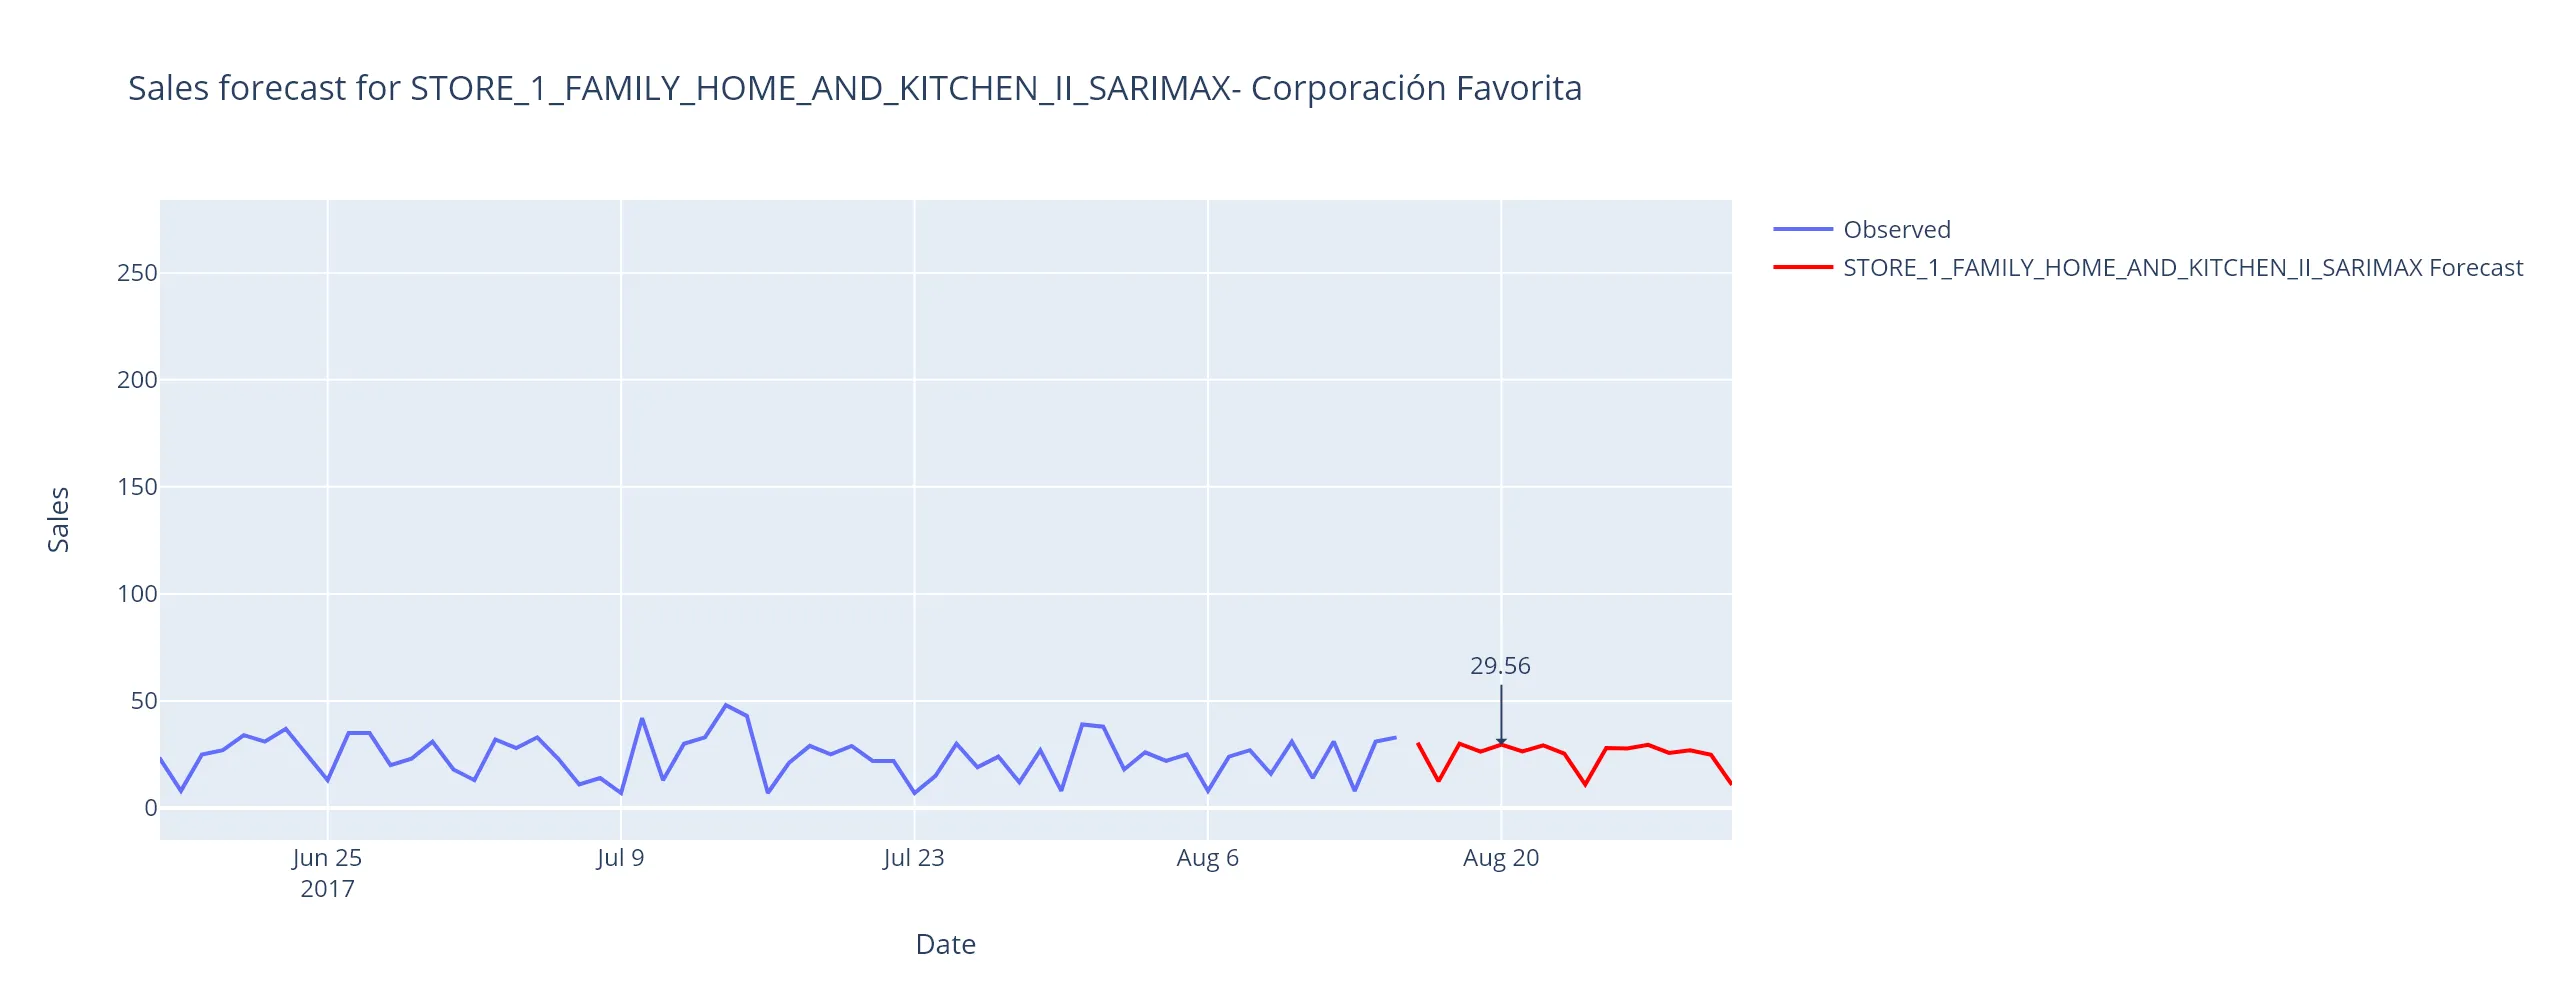 Sales forecast for STORE_1_FAMILY_HOME_AND_KITCHEN_II_SARIMAX- Corporación Favorita
Observed
STORE_1_FAMILY_HOME_AND_KITCHEN_II_SARIMAX Forecast
250
200
150
100
50
0
Sales
29.56
Jun 25
2017
Jul 9
Jul 23
Aug 6
Aug 20
Date